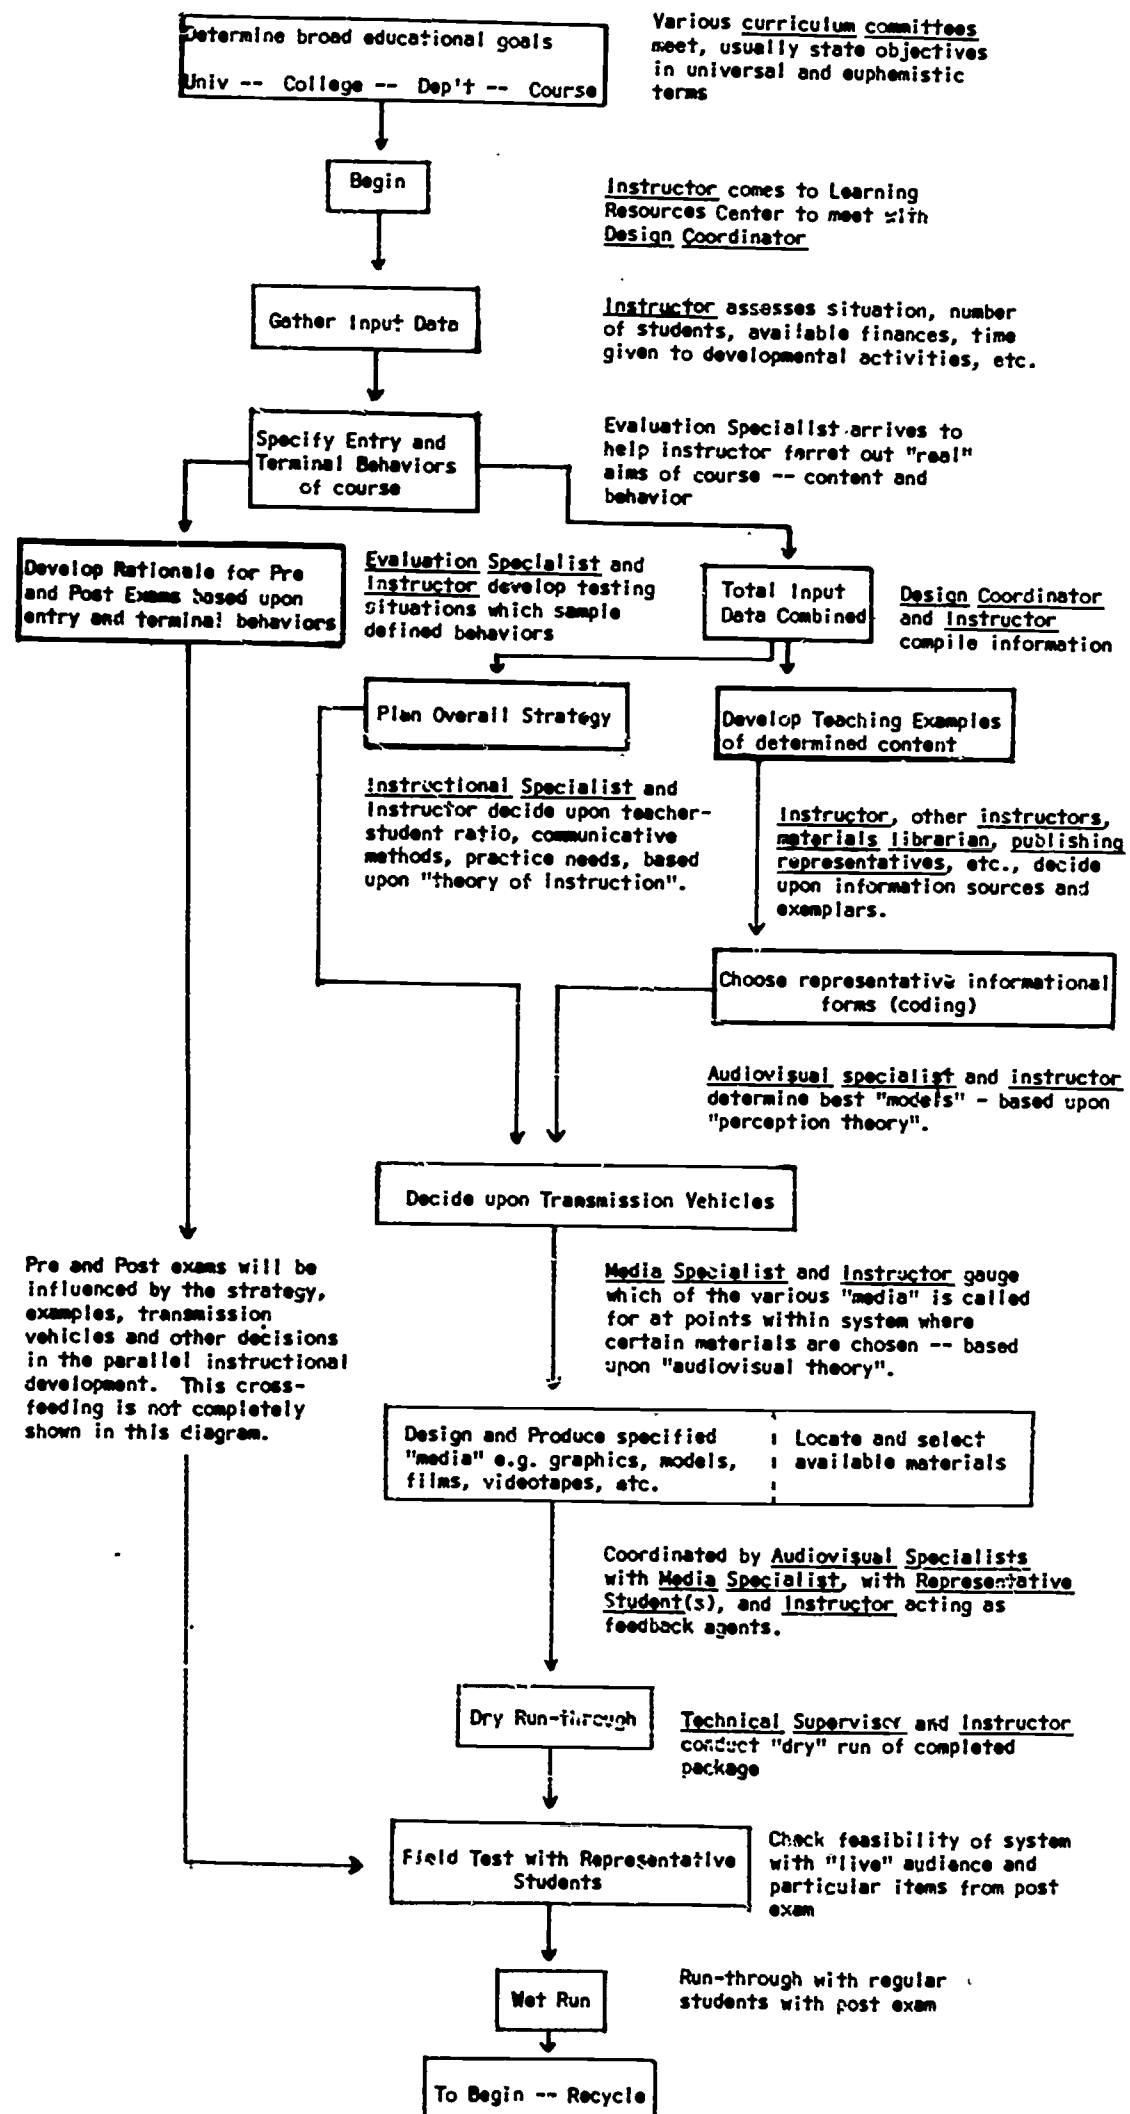 Determine broad educational goals
Univ -- College -- Dep't -- Course
Various curriculum committees
meet, usually state objectives
in universal and euphemistic
terms
Begin
Instructor comes to Learning
Resources Center to meet with
Design Coordinator
Gather Input Data
Instructor assesses situation, number
of students, available finances, time
given to developmental activities, etc.
Specify Entry and
Terminal Behaviors
of course
Evaluation Specialist arrives to
help instructor ferret out "real"
aims of course -- content and
behavior
Develop Rationale for Pre
and Post Exams based upon
entry and terminal behaviors
Evaluation Specialist and
Instructor develop testing
situations which sample
defined behaviors
Total Input
Data Combined
Design Coordinator
and Instructor
compile information
Plan Overall Strategy
Develop Teaching Examples
of determined content
Instructional Specialist and
Instructor decide upon teacher-
student ratio, communicative
methods, practice needs, based
upon "theory of instruction".
Instructor, other instructors,
materials librarian, publishing
representatives, etc., decide
upon information sources and
exemplars.
Choose representative informational
forms (coding)
Audiovisual specialist and instructor
determine best "models" - based upon
"perception theory".
Decide upon Transmission Vehicles
Pre and Post exams will be
influenced by the strategy,
examples, transmission
vehicles and other decisions
in the parallel instructional
development. This cross-
feeding is not completely
shown in this diagram.
Media Specialist and Instructor gauge
which of the various "media" is called
for at points within system where
certain materials are chosen -- based
upon "audiovisual theory".
Design and Produce specified
"media" e.g. graphics, models,
films, videotapes, etc.
Locate and select
available materials
Coordinated by Audiovisual Specialists
with Media Specialist, with Representative
Student(s), and Instructor acting as
feedback agents.
Dry Run-through
Technical Supervisor and Instructor
conduct "dry" run of completed
package
Field Test with Representative
Students
Check feasibility of system
with "live" audience and
particular items from post
exam
Wet Run
Run-through with regular
students with post exam
To Begin -- Recycle